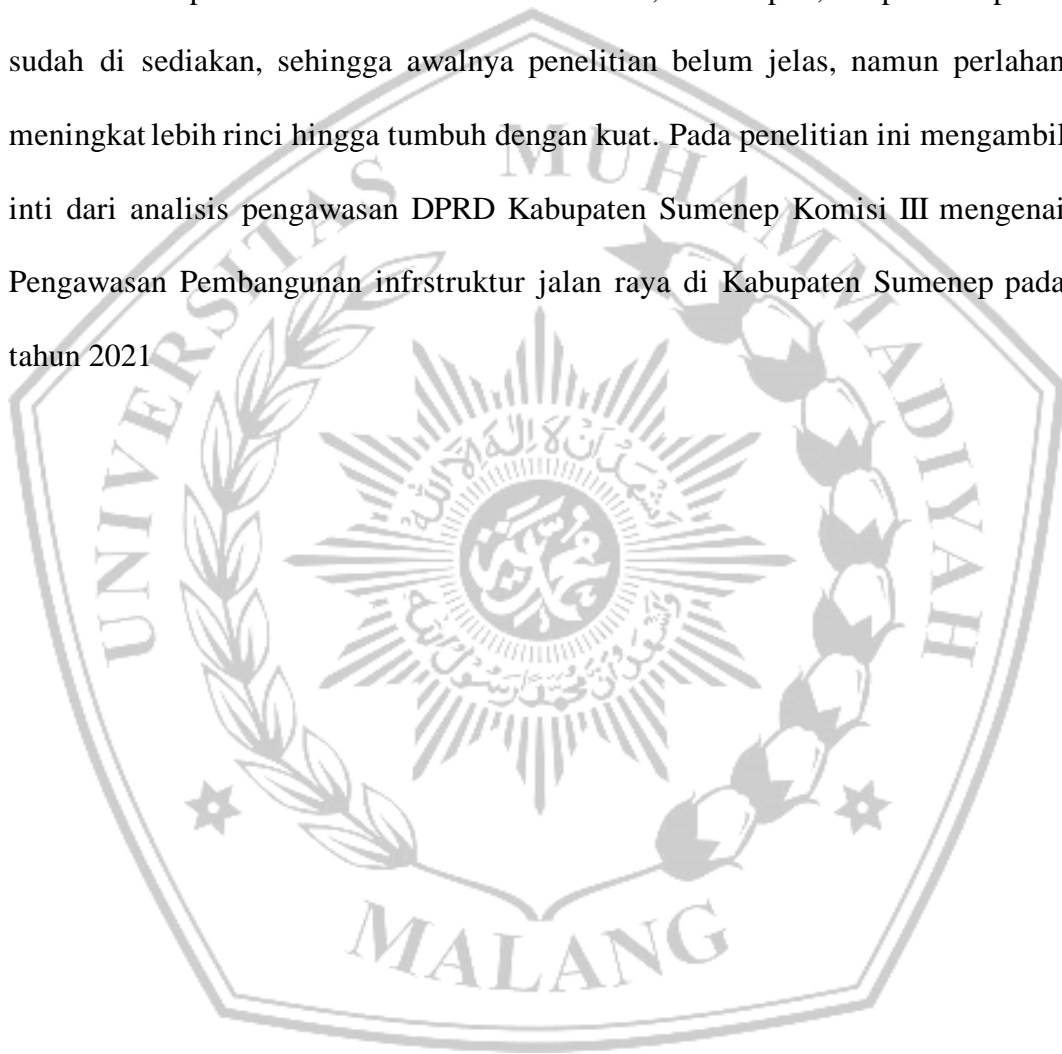 sudah di sediakan, sehingga awalnya penelitian belum jelas, namun perlahan
meningkat lebih rinci hingga tumbuh dengan kuat. Pada penelitian ini mengambil
inti dari analisis pengawasan DPRD Kabupaten Sumenep Komisi III mengenai
Pengawasan Pembangunan infrstruktur jalan raya di Kabupaten Sumenep pada
tahun 2021
UNIVERSITAS MUHAMMADIYAH
MALANG